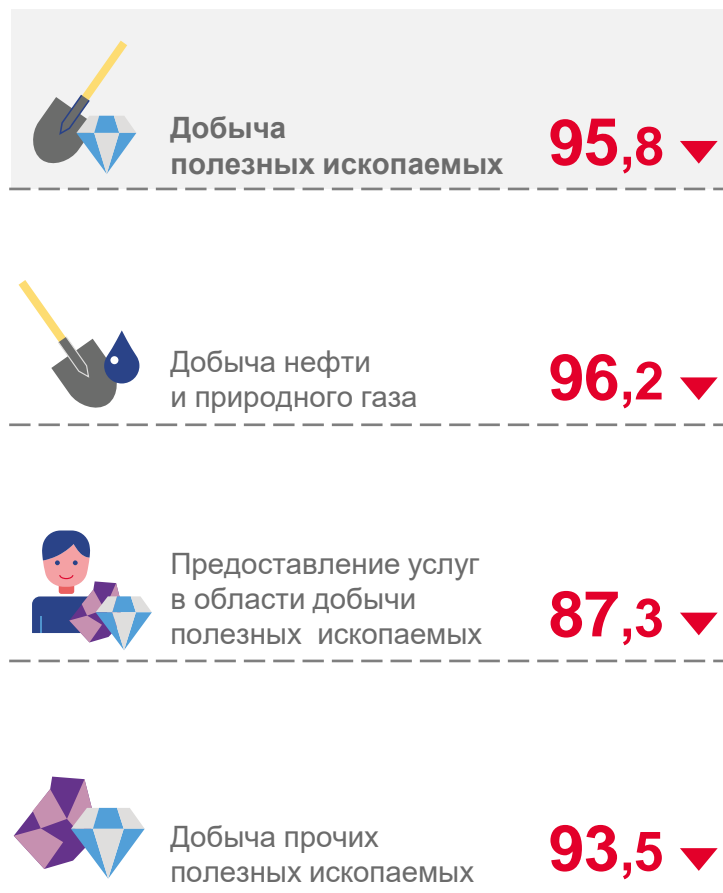 Добыча
полезных ископаемых
95,8
Добыча нефти
и природного газа
96,2
Предоставление услуг
в области добычи
полезных  ископаемых
87,3
Добыча прочих
полезных ископаемых
93,5